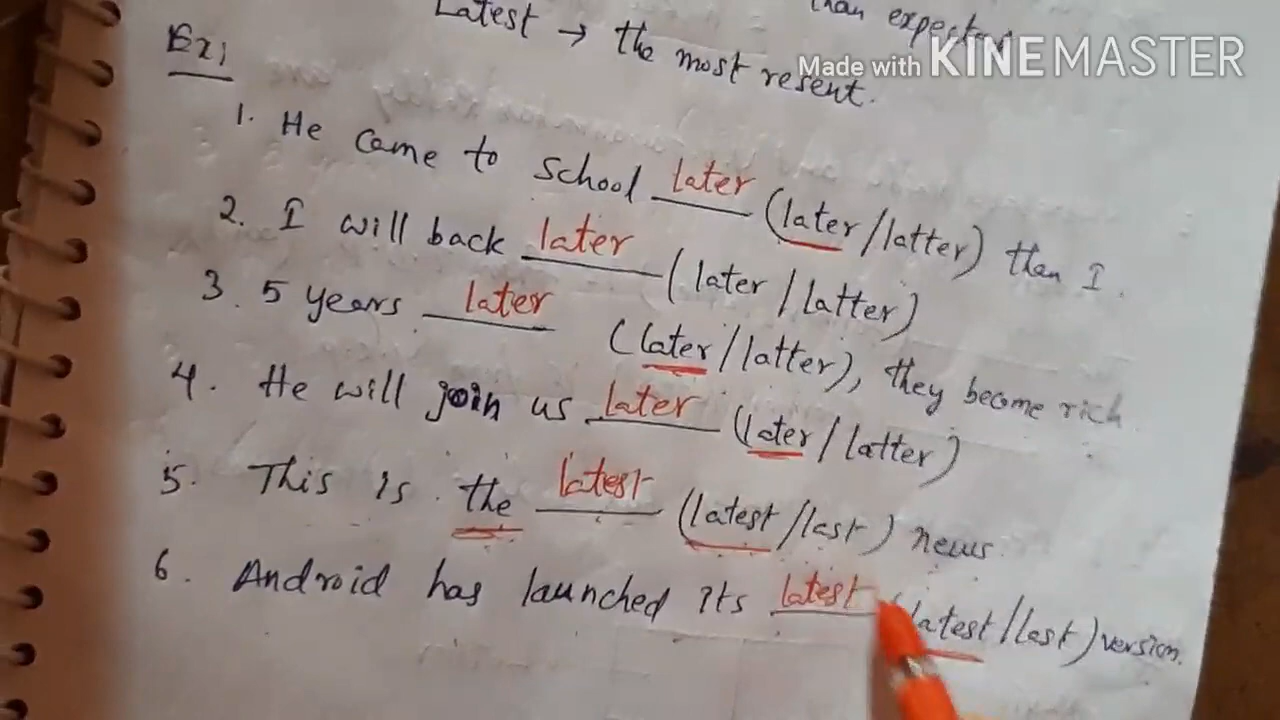 than expected
Latest → the most resent.
Made with KINEMASTER
Ex;
1. He came to school later (later/latter) than I.
2. I will back later (later/latter)
3. 5 years later (later/latter), they become rich
4. He will join us later (later/latter)
5. This is the latest (latest/last) news.
6. Android has launched its latest (latest/last) version.